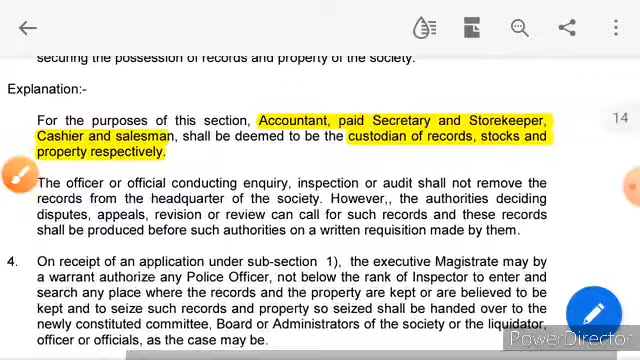 securing the possession of records and property of the society.
Explanation:-
For the purposes of this section, Accountant, paid Secretary and Storekeeper,
Cashier and salesman, shall be deemed to be the custodian of records, stocks and
property respectively.
14
The officer or official conducting enquiry, inspection or audit shall not remove the
records from the headquarter of the society. However,, the authorities deciding
disputes, appeals, revision or review can call for such records and these records
shall be produced before such authorities on a written requisition made by them.
4. On receipt of an application under sub-section 1), the executive Magistrate may by
a warrant authorize any Police Officer, not below the rank of Inspector to enter and
search any place where the records and the property are kept or are believed to be
kept and to seize such records and property so seized shall be handed over to the
newly constituted committee, Board or Administrators of the society or the liquidator,
officer or officials, as the case may be.
PowerDirector